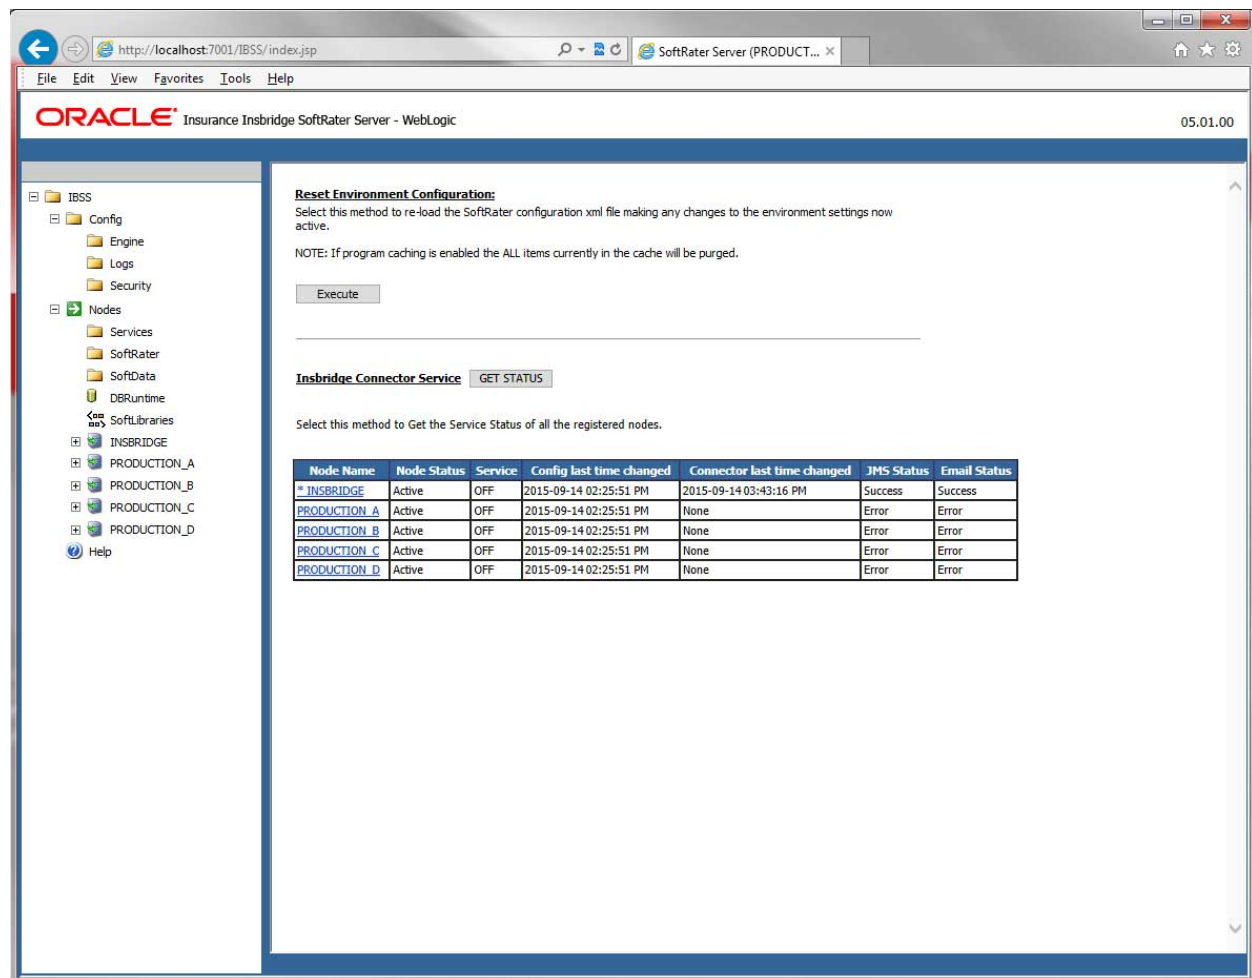 http://localhost:7001/IBSS/index.jsp
SoftRater Server (PRODUCT...
File Edit View Favorites Tools Help
ORACLE Insurance Insbridge SoftRater Server - WebLogic
05.01.00
IBSS
Config
Engine
Logs
Security
Nodes
Services
SoftRater
SoftData
DBRuntime
SoftLibraries
INSBRIDGE
PRODUCTION_A
PRODUCTION_B
PRODUCTION_C
PRODUCTION_D
Help
Reset Environment Configuration:
Select this method to re-load the SoftRater configuration xml file making any changes to the environment settings now
active.
NOTE: If program caching is enabled the ALL items currently in the cache will be purged.
Execute
Insbridge Connector Service GET STATUS
Select this method to Get the Service Status of all the registered nodes.
Node Name Node Status Service Config last time changed Connector last time changed JMS Status Email Status
* INSBRIDGE Active OFF 2015-09-14 02:25:51 PM 2015-09-14 03:43:16 PM Success Success
PRODUCTION_A Active OFF 2015-09-14 02:25:51 PM None Error Error
PRODUCTION_B Active OFF 2015-09-14 02:25:51 PM None Error Error
PRODUCTION_C Active OFF 2015-09-14 02:25:51 PM None Error Error
PRODUCTION_D Active OFF 2015-09-14 02:25:51 PM None Error Error